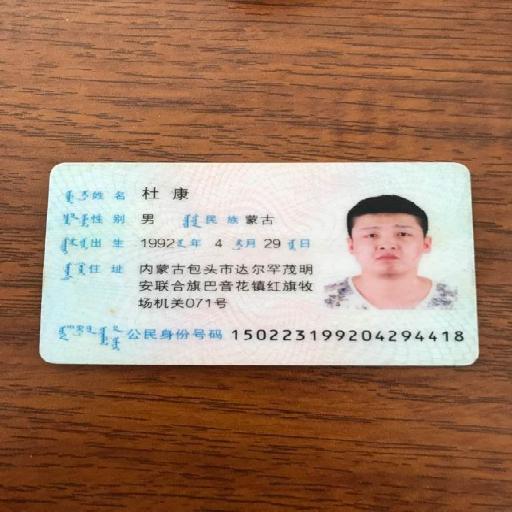 姓名 杜康
性别 男 民族 蒙古
出生 1992 年 4 月 29 日
住址 内蒙古包头市达尔罕茂明
安联合旗巴音花镇红旗牧
场机关071号
公民身份号码 150223199204294418